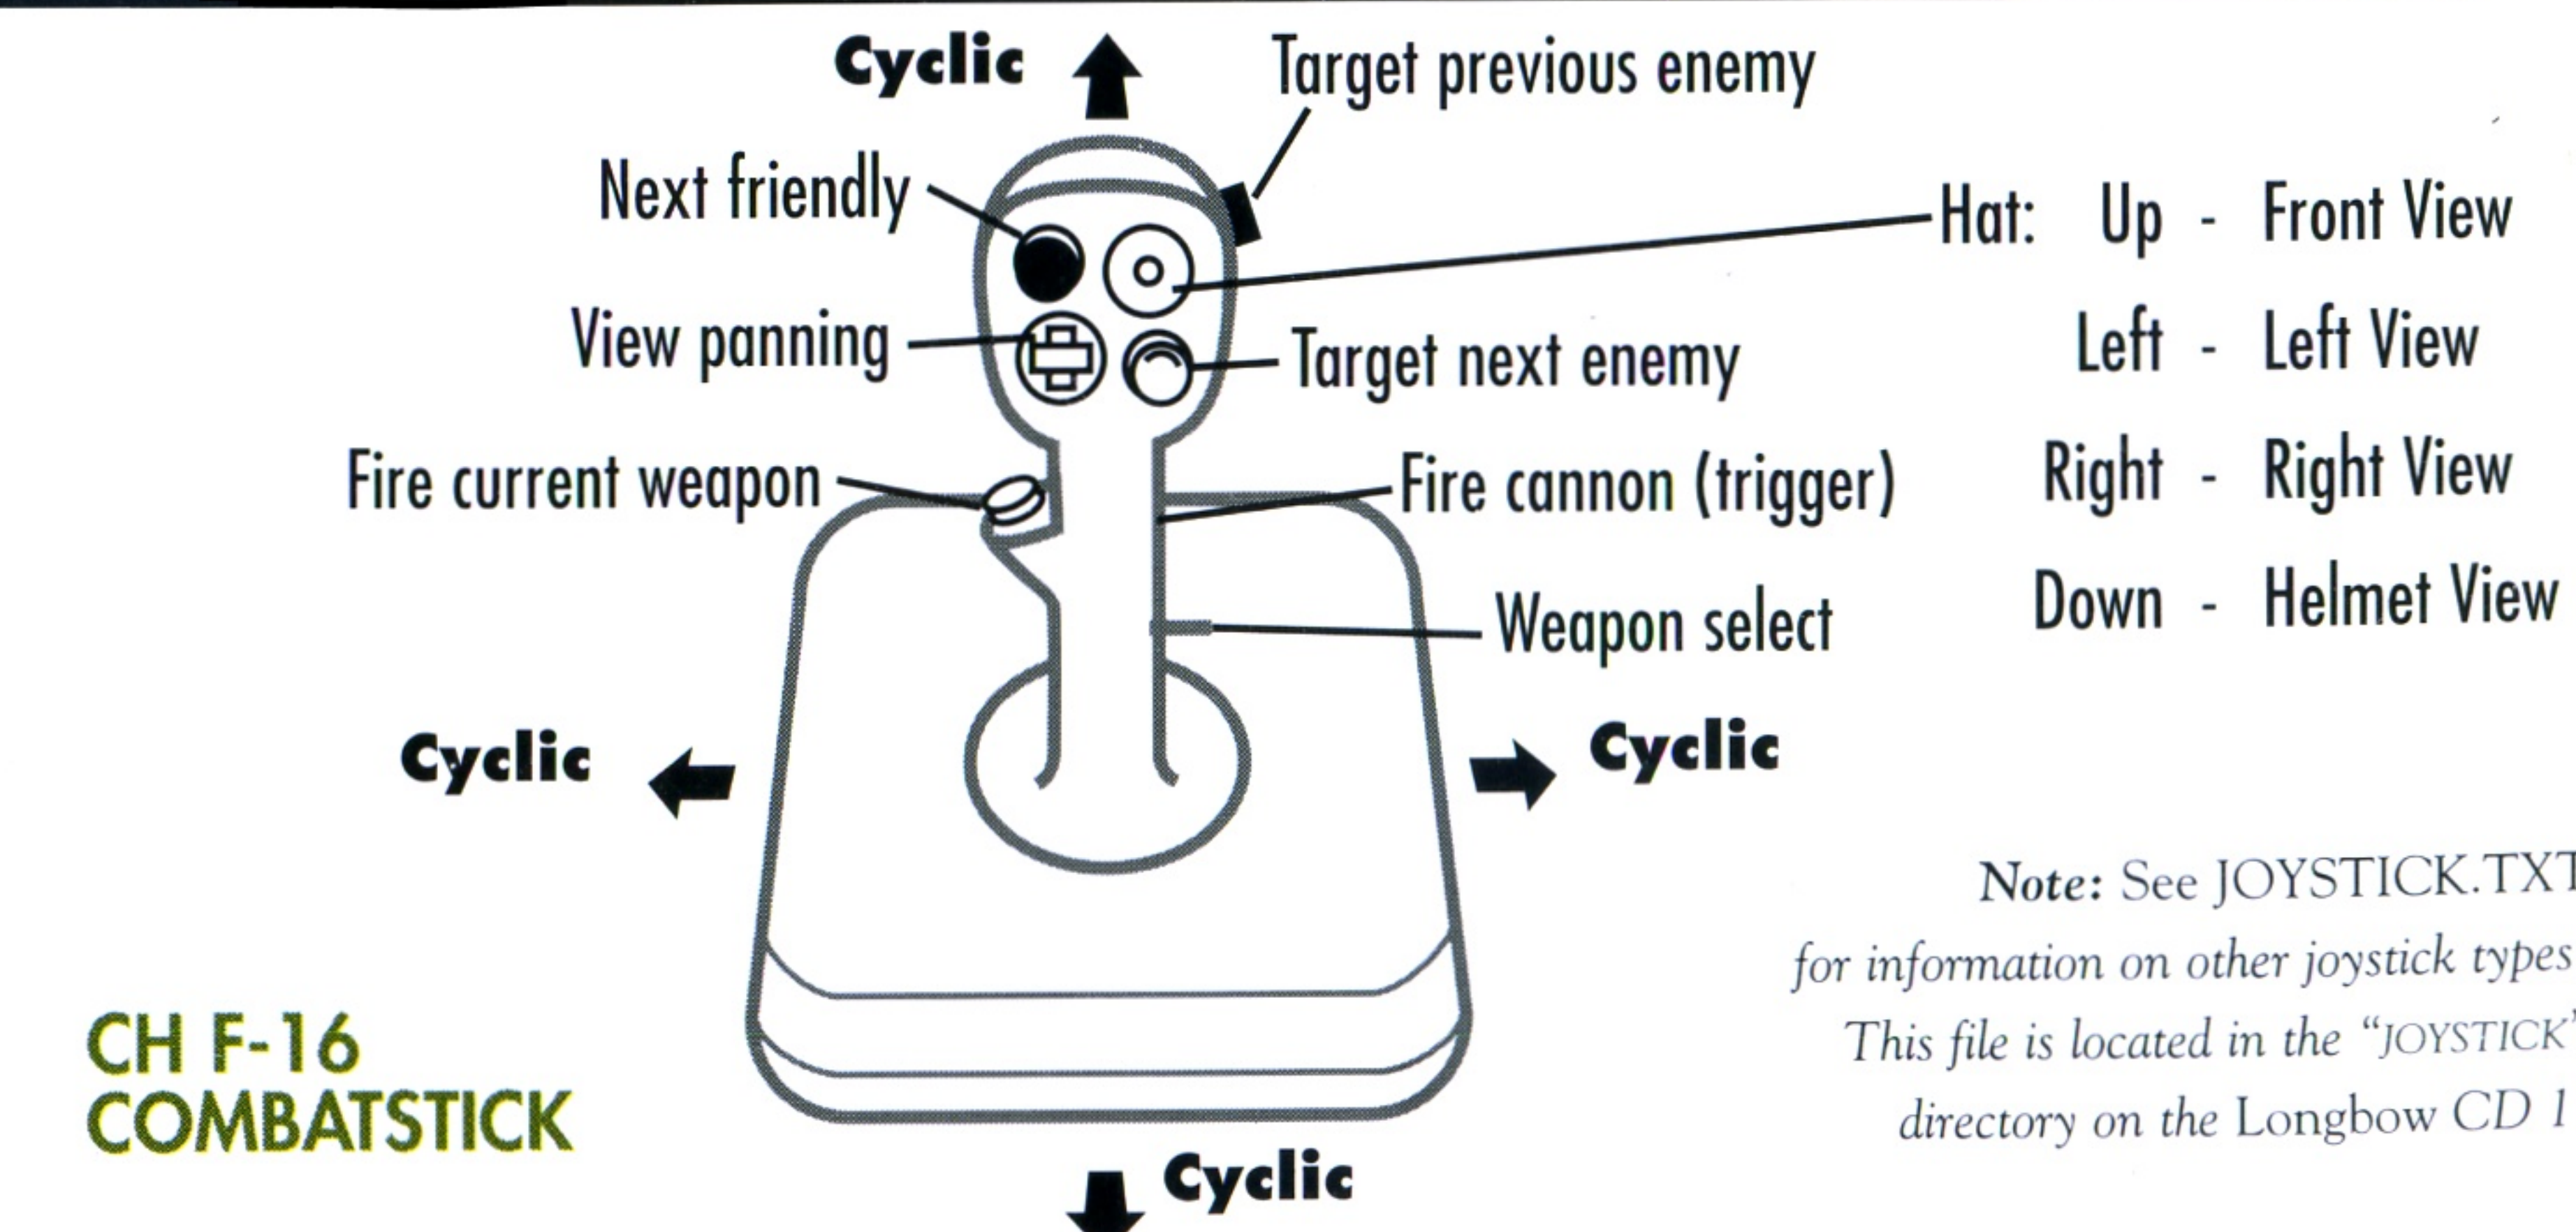 Cyclic
Target previous enemy
Next friendly
Hat: Up - Front View
View panning
Target next enemy
Left - Left View
Fire current weapon
Fire cannon (trigger)
Right - Right View
Weapon select
Down - Helmet View
Cyclic
Cyclic
Note: See JOYSTICK.TXT
for information on other joystick types
This file is located in the “JOYSTICK”
directory on the Longbow CD 1
CH F-16
COMBATSTICK
Cyclic